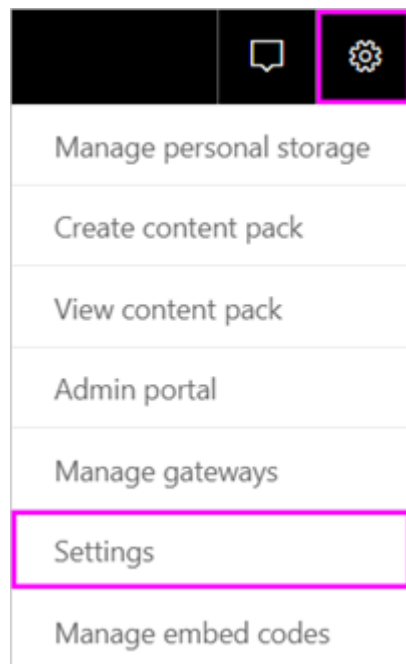 Manage personal storage
Create content pack
View content pack
Admin portal
Manage gateways
Settings
Manage embed codes